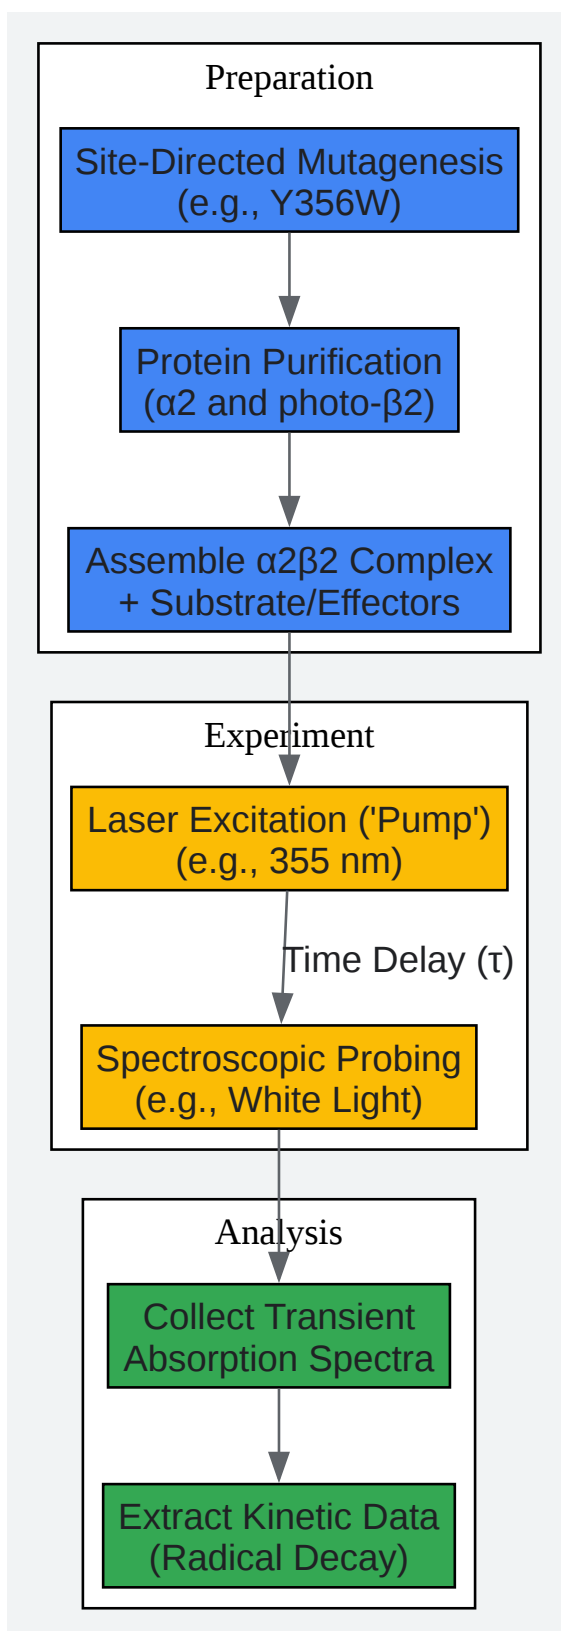 Preparation
Site-Directed Mutagenesis
(e.g., Y356W)
Protein Purification
(α2 and photo-β2)
Assemble α2β2 Complex
+ Substrate/Effectors
Experiment
Laser Excitation ('Pump')
(e.g., 355 nm)
Time Delay (τ)
Spectroscopic Probing
(e.g., White Light)
Analysis
Collect Transient
Absorption Spectra
Extract Kinetic Data
(Radical Decay)